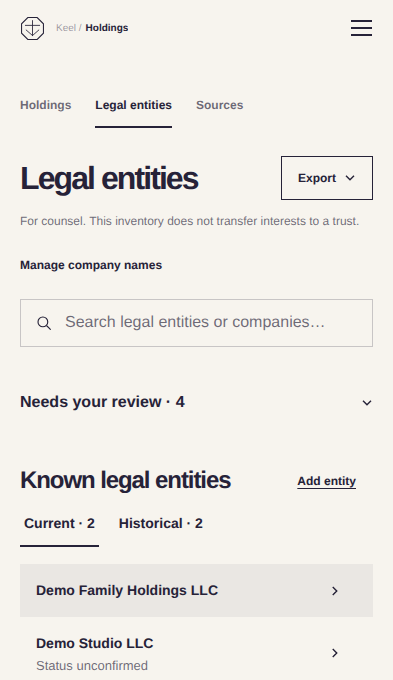 Keel / Holdings
Holdings Legal entities Sources
Legal entities
Export
For counsel. This inventory does not transfer interests to a trust.
Manage company names
Search legal entities or companies…
Needs your review · 4
Known legal entities
Add entity
Current · 2 Historical · 2
Demo Family Holdings LLC
Demo Studio LLC
Status unconfirmed